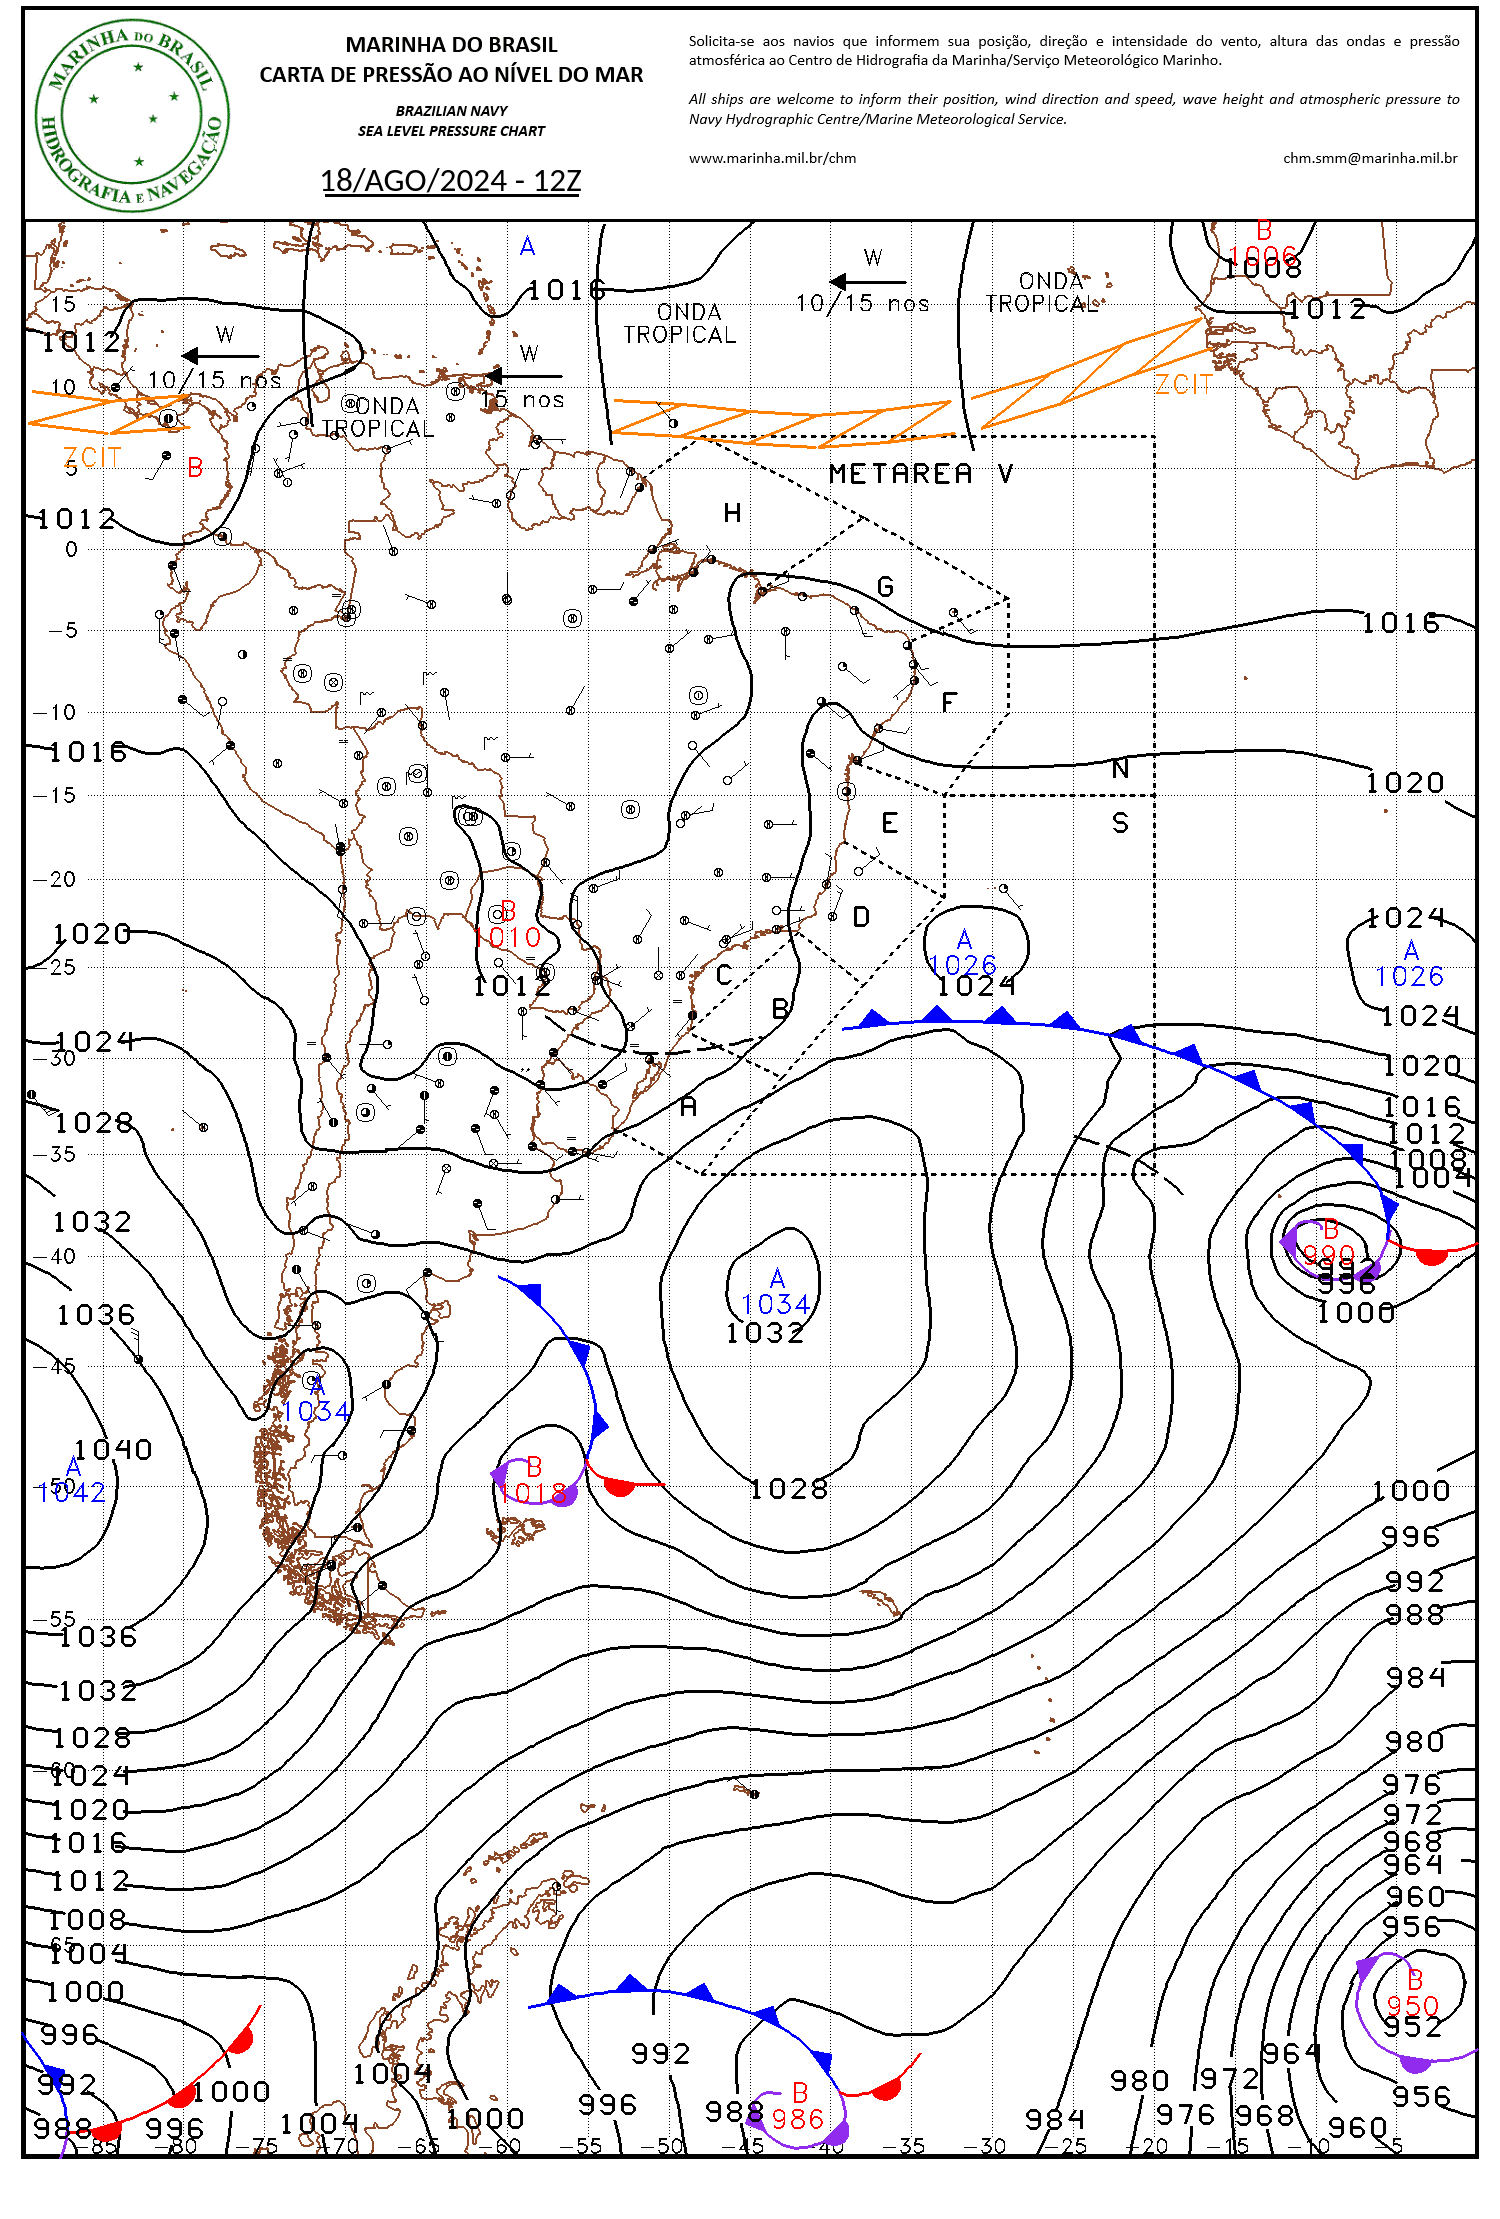 MARINHA DO BRASIL
HIDROGRAFIA E NAVEGAÇÃO
MARINHA DO BRASIL
CARTA DE PRESSÃO AO NÍVEL DO MAR
BRAZILIAN NAVY
SEA LEVEL PRESSURE CHART
18/AGO/2024 - 12Z
Solicita-se aos navios que informem sua posição, direção e intensidade do vento, altura das ondas e pressão
atmosférica ao Centro de Hidrografia da Marinha/Serviço Meteorológico Marinho.
All ships are welcome to inform their position, wind direction and speed, wave height and atmospheric pressure to
Navy Hydrographic Centre/Marine Meteorological Service.
www.marinha.mil.br/chm chm.smm@marinha.mil.br
B
1006
1008
A
W
1016
10/15 nos
ONDA
TROPICAL
ONDA
TROPICAL
1012
15
1012
W
10/15 nos
W
15 nos
10
ZCIT
ONDA
TROPICAL
ZCIT
B
5
METAREA V
1012
H
0
G
-5
1016
F
-10
1016
N
1020
-15
E
S
-20
B
1010
D
1024
1020
A
1026
A
1026
-25
C
1012
1024
B
1024
1024
-30
1020
A
1016
1028
1012
-35
1008
1004
1032
B
990
-40
996
1000
A
1034
1032
1036
-45
A
1034
1040
A
1042
-50
B
1018
1028
1000
996
992
988
-55
1036
984
1032
1028
980
-60
1024
976
1020
972
1016
968
964
1012
960
1008
956
-65
1004
B
950
1000
952
996
992
964
1004
980
972
992
1000
956
996
988
B
986
988
996
1004
1000
984
976
968
960
-85 -80 -75 -70 -65 -60 -55 -50 -45 -40 -35 -30 -25 -20 -15 -10 -5